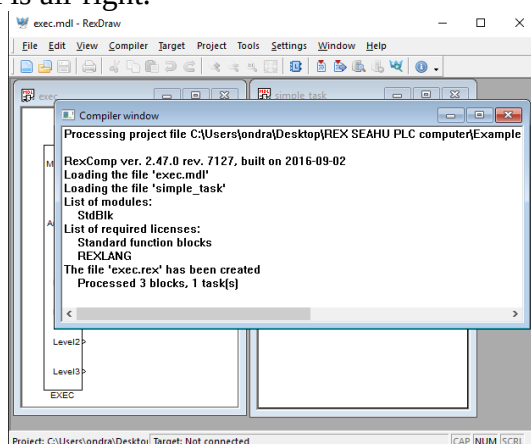 is all right.
exec.mdl - RexDraw
File Edit View Compiler Target Project Tools Settings Window Help
exec
simple_task
Compiler window
Processing project file C:\Users\ondra\Desktop\REX SEAHU PLC computer\Example
RexComp ver. 2.47.0 rev. 7127, built on 2016-09-02
Loading the file 'exec.mdl'
Loading the file 'simple_task'
List of modules:
StdBlk
List of required licenses:
Standard function blocks
REXLANG
The file 'exec.rex' has been created
Processed 3 blocks, 1 task(s)
Level2
Level3
EXEC
Project: C:\Users\ondra\Desktop Target: Not connected CAP NUM SCRL